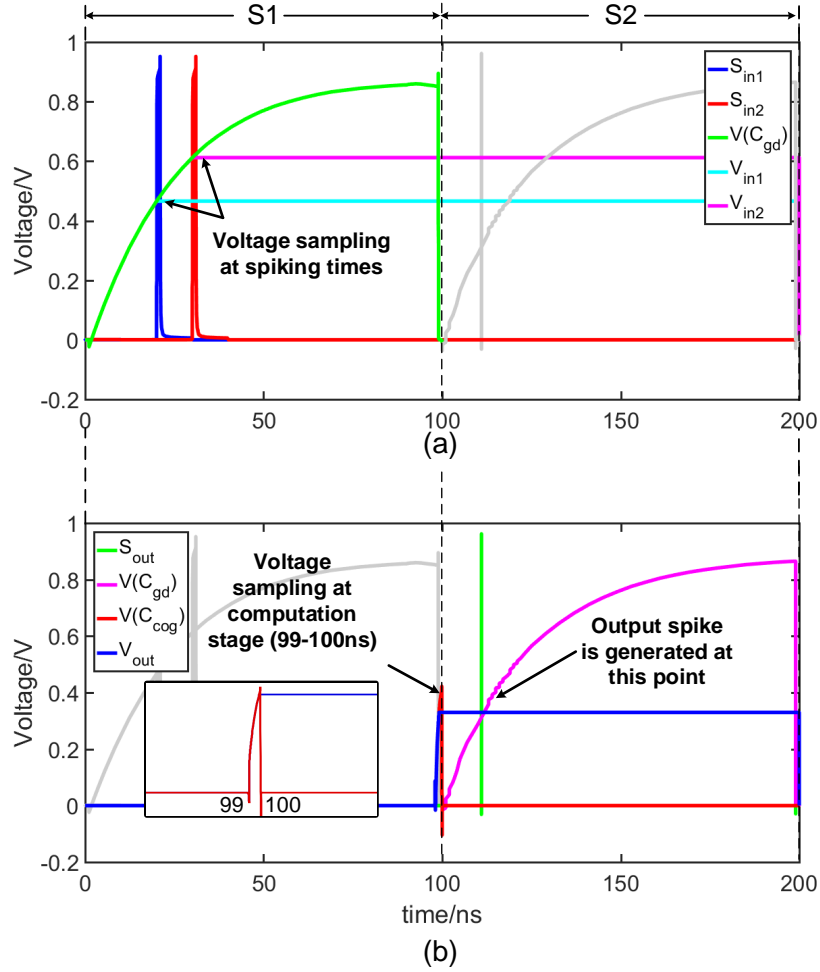 S1 S2
1
0.8
0.6
0.4
0.2
0
-0.2
Voltage/V
S_in1
S_in2
V(C_gd)
V_in1
V_in2
Voltage sampling
at spiking times
0 50 100 150 200
(a)
1
0.8
0.6
0.4
0.2
0
-0.2
Voltage/V
S_out
V(C_gd)
V(C_cog)
V_out
Voltage
sampling at
computation
stage (99-100ns)
Output spike
is generated at
this point
99 100
0 50 100 150 200
time/ns
(b)